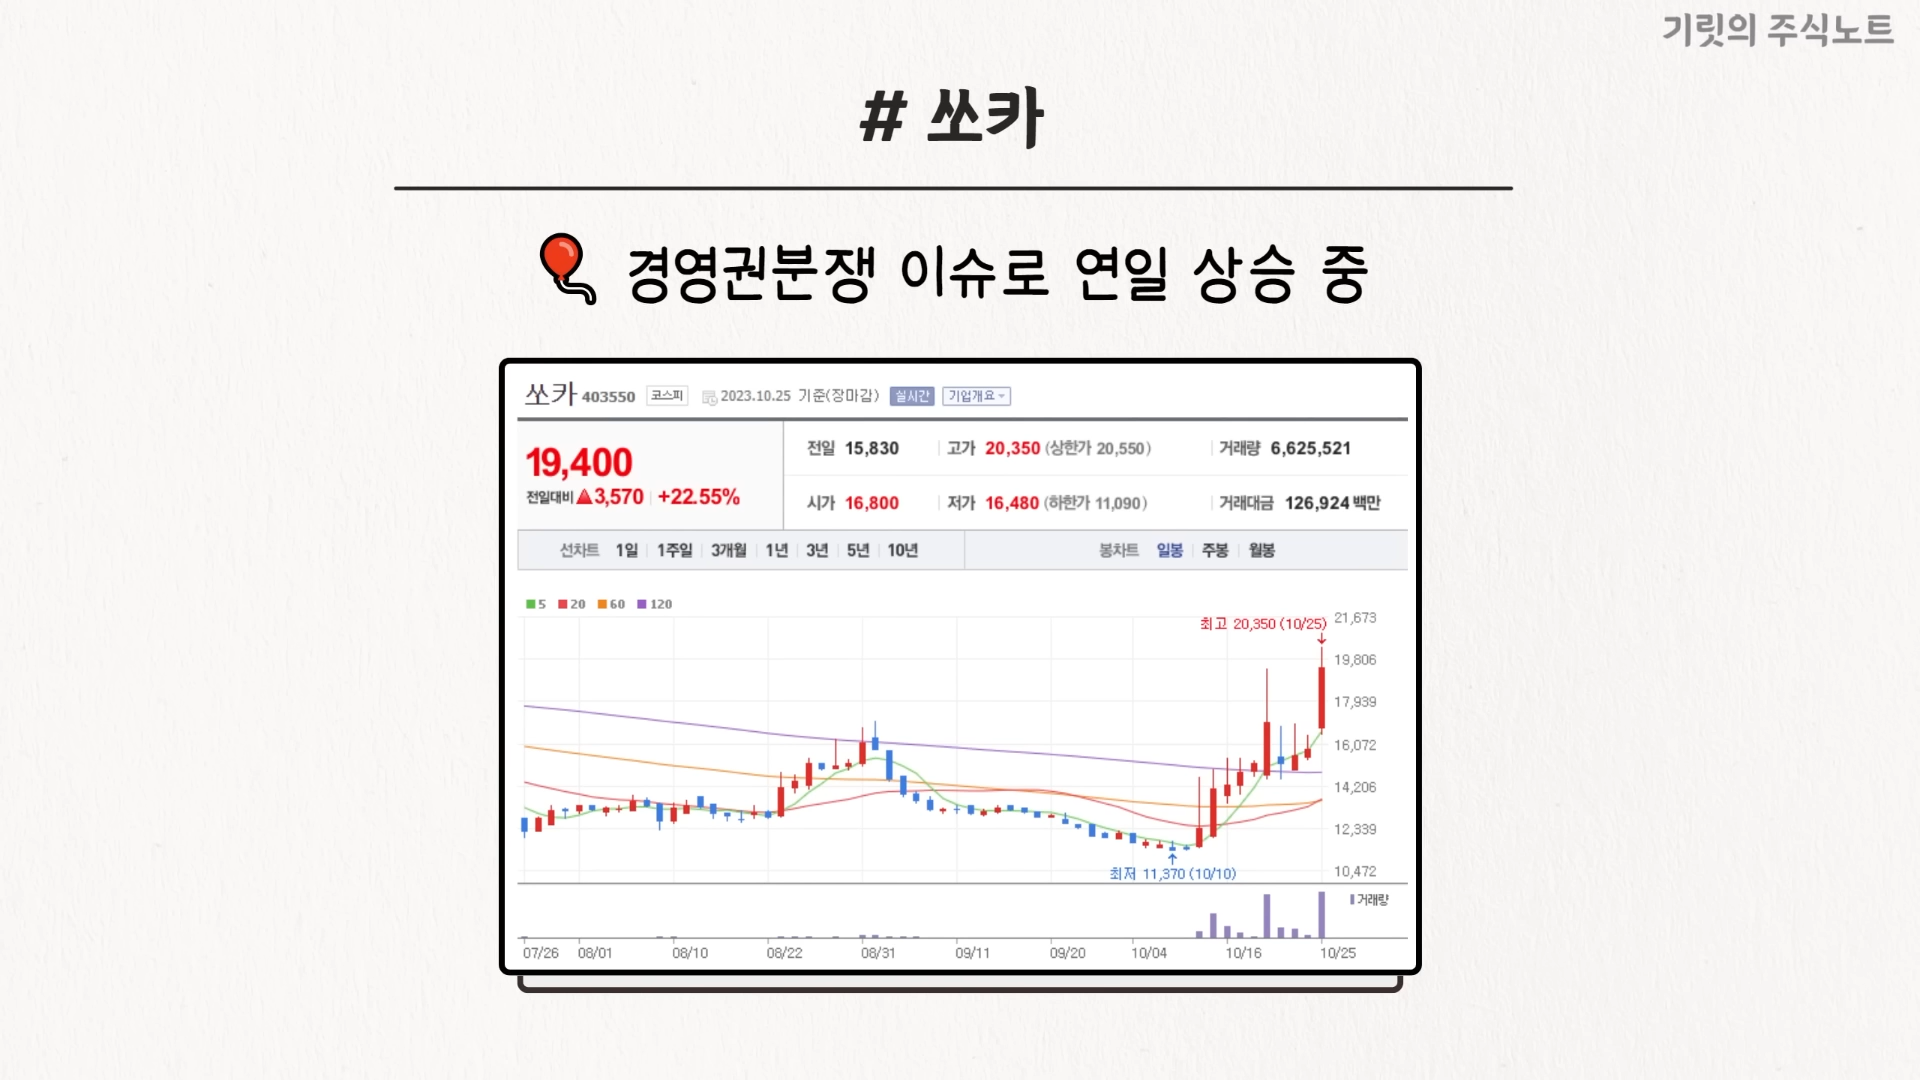 기릿의 주식노트
# 쏘카
경영권분쟁 이슈로 연일 상승 중
쏘카 403550 코스피 2023.10.25 기준(장마감) 실시간 기업개요
19,400
전일대비 ▲3,570 +22.55%
전일 15,830 고가 20,350 (상한가 20,550) 거래량 6,625,521
시가 16,800 저가 16,480 (하한가 11,090) 거래대금 126,924 백만
선차트 1일 1주일 3개월 1년 3년 5년 10년 봉차트 일봉 주봉 월봉
5 20 60 120
최고 20,350 (10/25)
21,673
19,806
17,939
16,072
14,206
12,339
10,472
최저 11,370 (10/10)
거래량
07/26 08/01 08/10 08/22 08/31 09/11 09/20 10/04 10/16 10/25